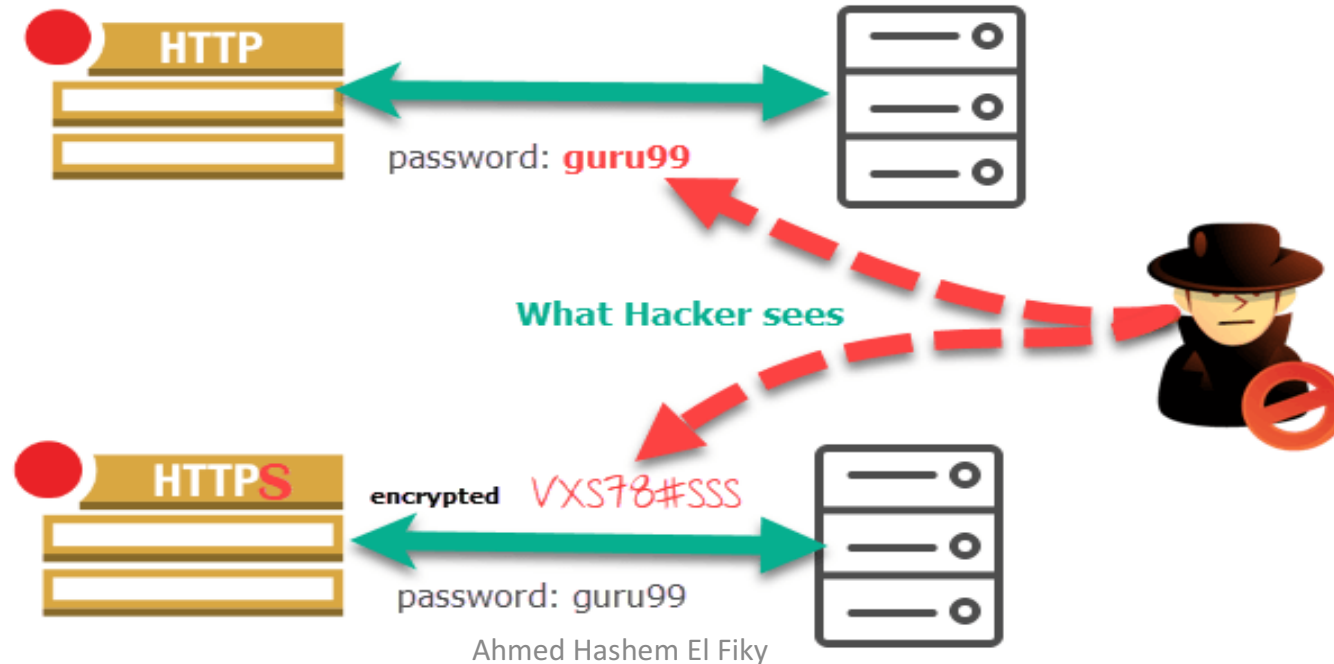 HTTP
password: guru99
What Hacker sees
HTTPS
encrypted VXS78#SSS
password: guru99
Ahmed Hashem El Fiky